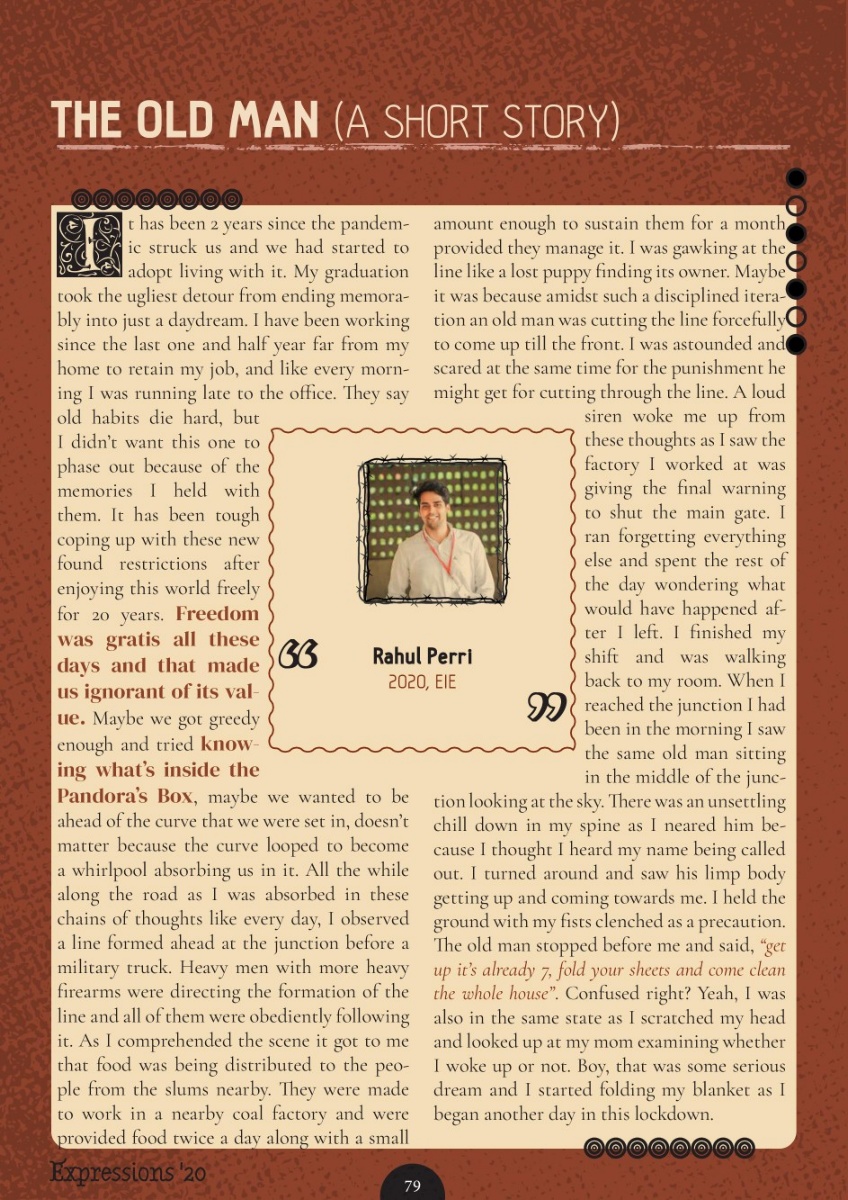 THE OLD MAN (A SHORT STORY)
It has been 2 years since the pandem-
ic struck us and we had started to
adopt living with it. My graduation
took the ugliest detour from ending memora-
bly into just a daydream. I have been working
since the last one and half year far from my
home to retain my job, and like every morn-
ing I was running late to the office. They say
old habits die hard, but
I didn't want this one to
phase out because of the
memories I held with
them. It has been tough
coping up with these new
found restrictions after
enjoying this world freely
for 20 years. Freedom
was gratis all these
days and that made
us ignorant of its val-
ue. Maybe we got greedy
enough and tried know-
ing what's inside the
Pandora's Box, maybe we wanted to be
ahead of the curve that we were set in, doesn't
matter because the curve looped to become
a whirlpool absorbing us in it. All the while
along the road as I was absorbed in these
chains of thoughts like every day, I observed
a line formed ahead at the junction before a
military truck. Heavy men with more heavy
firearms were directing the formation of the
line and all of them were obediently following
it. As I comprehended the scene it got to me
that food was being distributed to the peo-
ple from the slums nearby. They were made
to work in a nearby coal factory and were
provided food twice a day along with a small
amount enough to sustain them for a month
provided they manage it. I was gawking at the
line like a lost puppy finding its owner. Maybe
it was because amidst such a disciplined itera-
tion an old man was cutting the line forcefully
to come up till the front. I was astounded and
scared at the same time for the punishment he
might get for cutting through the line. A loud
siren woke me up from
these thoughts as I saw the
factory I worked at was
giving the final warning
to shut the main gate. I
ran forgetting everything
else and spent the rest of
the day wondering what
would have happened af-
ter I left. I finished my
shift and was walking
back to my room. When I
reached the junction I had
been in the morning I saw
the same old man sitting
in the middle of the junc-
tion looking at the sky. There was an unsettling
chill down in my spine as I neared him be-
cause I thought I heard my name being called
out. I turned around and saw his limp body
getting up and coming towards me. I held the
ground with my fists clenched as a precaution.
The old man stopped before me and said, “get
up it's already 7, fold your sheets and come clean
the whole house”. Confused right? Yeah, I was
also in the same state as I scratched my head
and looked up at my mom examining whether
I woke up or not. Boy, that was some serious
dream and I started folding my blanket as I
began another day in this lockdown.
“
Rahul Perri
2020, EIE
”
Expressions '20
79